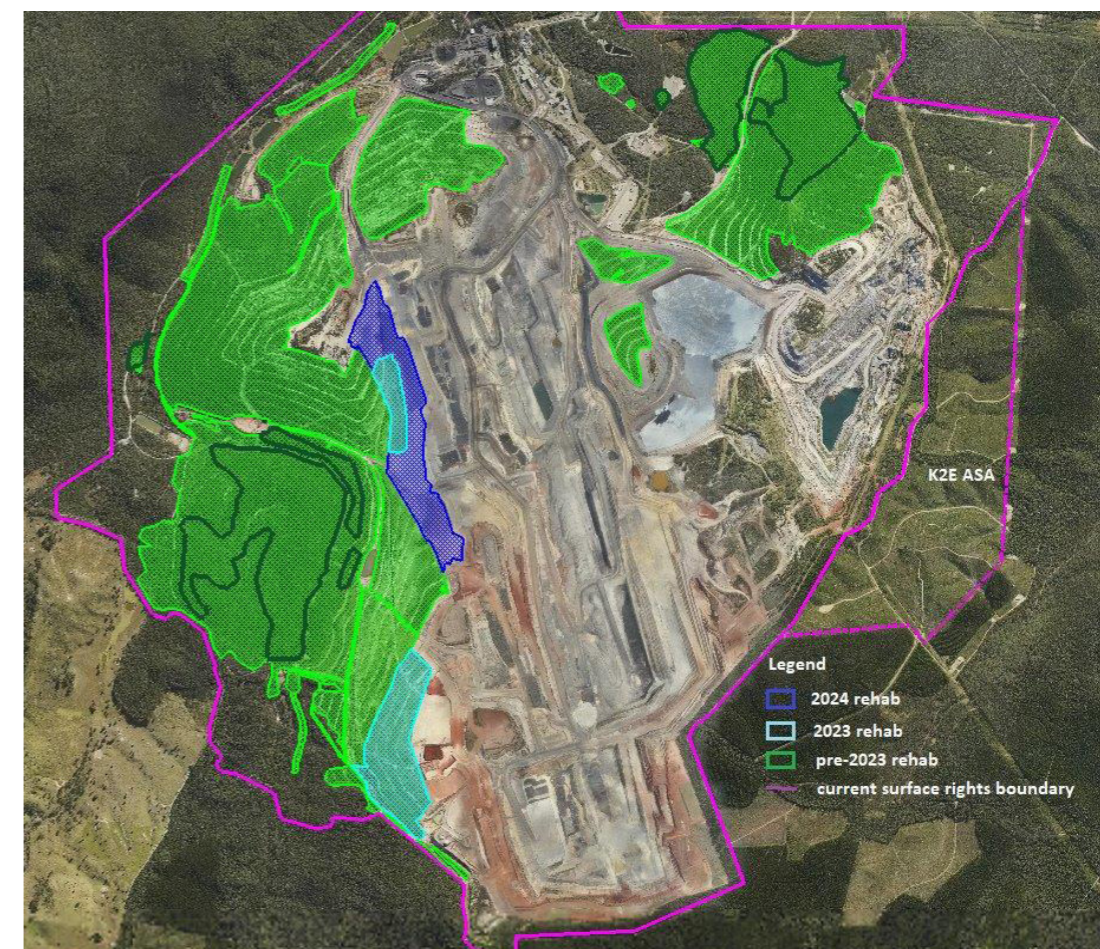 K2E ASA
Legend
2024 rehab
2023 rehab
pre-2023 rehab
current surface rights boundary